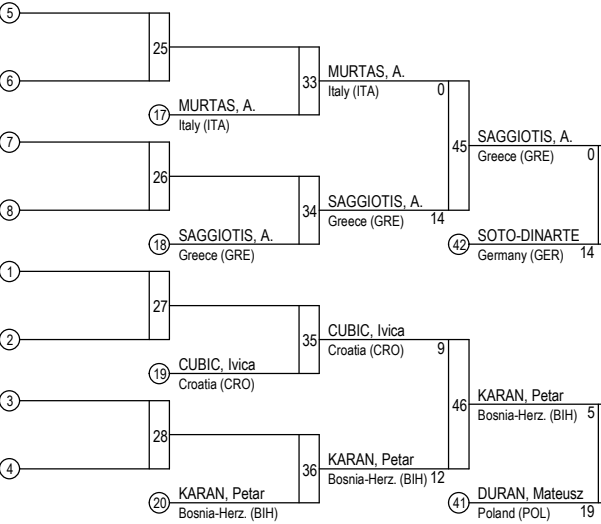 5
25
6
33
MURTAS, A.
Italy (ITA)
0
17
MURTAS, A.
Italy (ITA)
7
26
8
34
SAGGIOTIS, A.
Greece (GRE)
14
18
SAGGIOTIS, A.
Greece (GRE)
45
SAGGIOTIS, A.
Greece (GRE)
0
42
SOTO-DINARTE
Germany (GER)
14
1
27
2
35
CUBIC, Ivica
Croatia (CRO)
9
19
CUBIC, Ivica
Croatia (CRO)
3
28
4
36
KARAN, Petar
Bosnia-Herz. (BIH)
12
20
KARAN, Petar
Bosnia-Herz. (BIH)
46
KARAN, Petar
Bosnia-Herz. (BIH)
5
41
DURAN, Mateusz
Poland (POL)
19